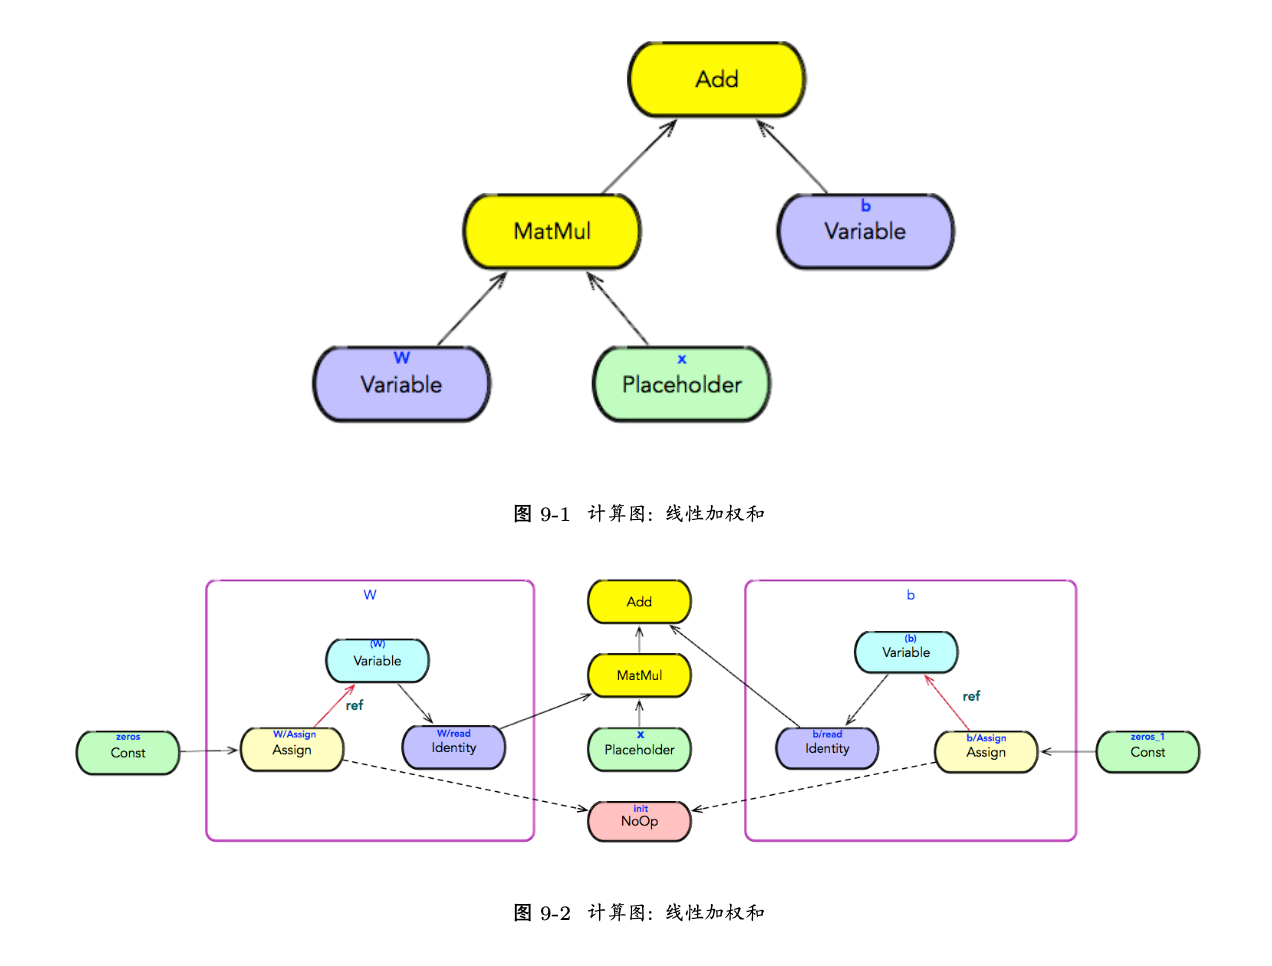 Add
MatMul
b
Variable
W
Variable
x
Placeholder
图 9-1 计算图: 线性加权和
W
Add
b
(W)
Variable
(b)
Variable
MatMul
ref
ref
zeros
Const
W/Assign
Assign
W/read
Identity
x
Placeholder
b/read
Identity
b/Assign
Assign
zeros_1
Const
init
NoOp
图 9-2 计算图: 线性加权和